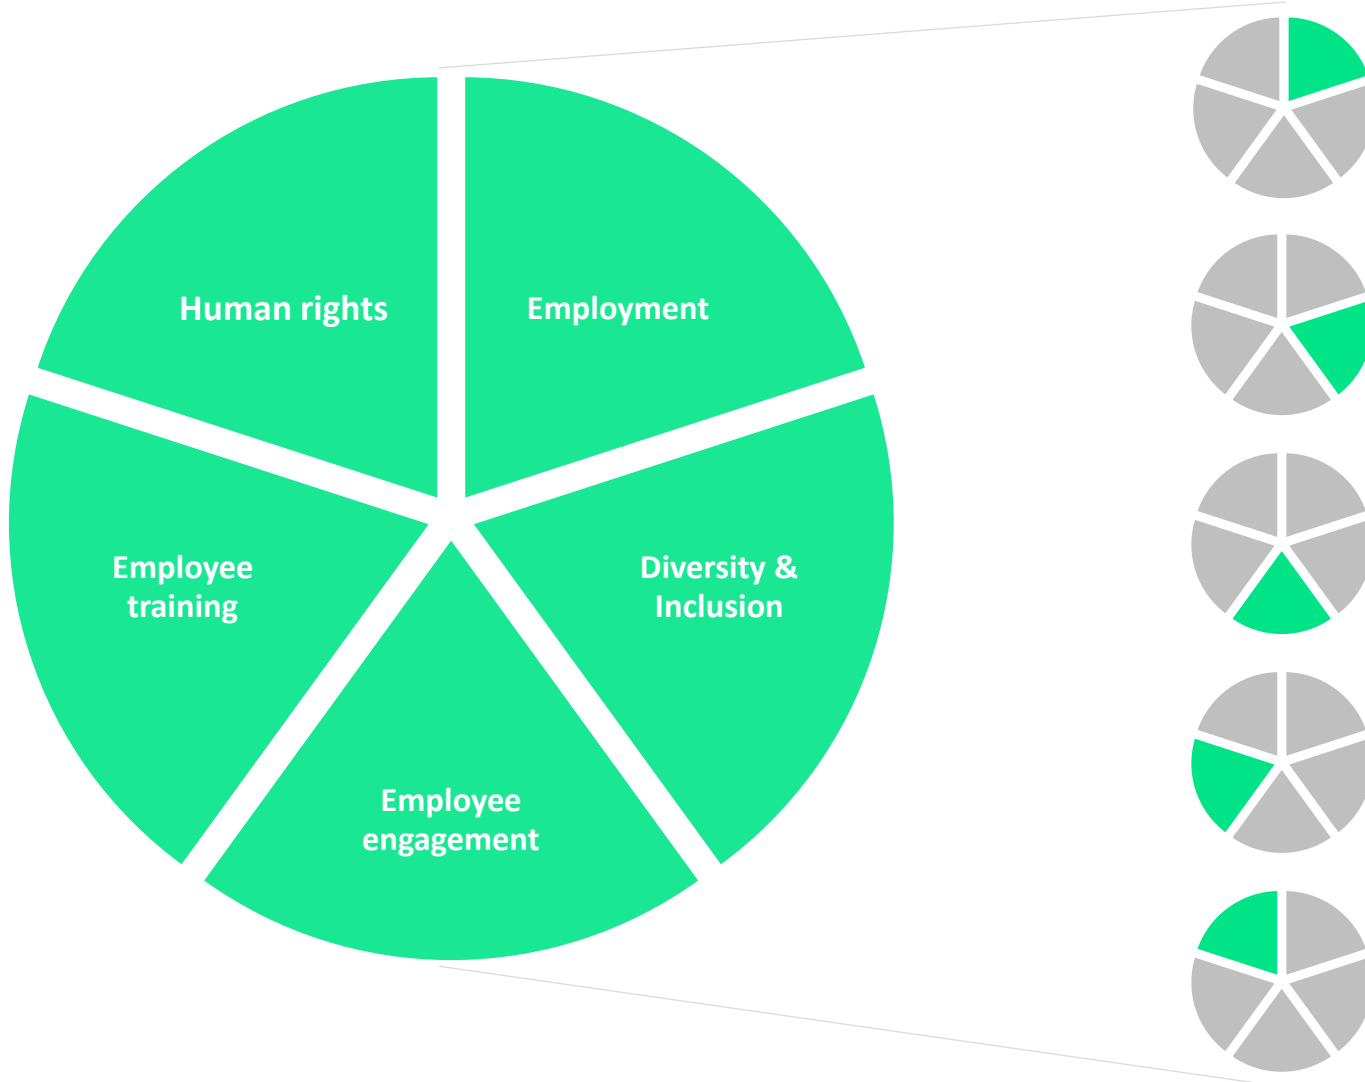 Human rights
Employment
Employee
training
Diversity &
Inclusion
Employee
engagement